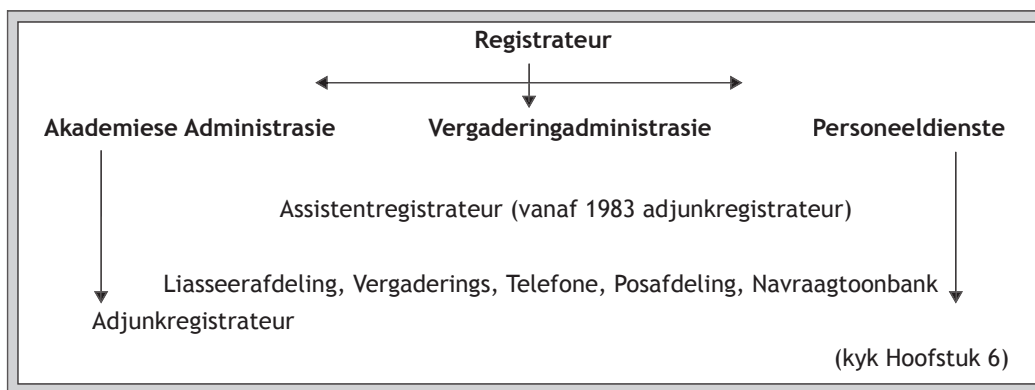 Registrateur
Akademiese Administrasie Vergaderingadministrasie Personeeldienste
Assistentregistrateur (vanaf 1983 adjunkregistrateur)
Liasseerafdeling, Vergaderings, Telefone, Posafdeling, Navraagtoonbank
Adjunkregistrateur
(kyk Hoofstuk 6)